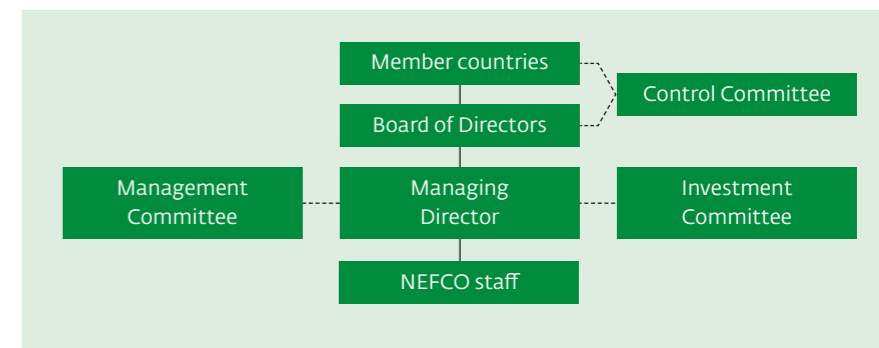 Member countries
Control Committee
Board of Directors
Management
Committee
Managing
Director
Investment
Committee
NEFCO staff